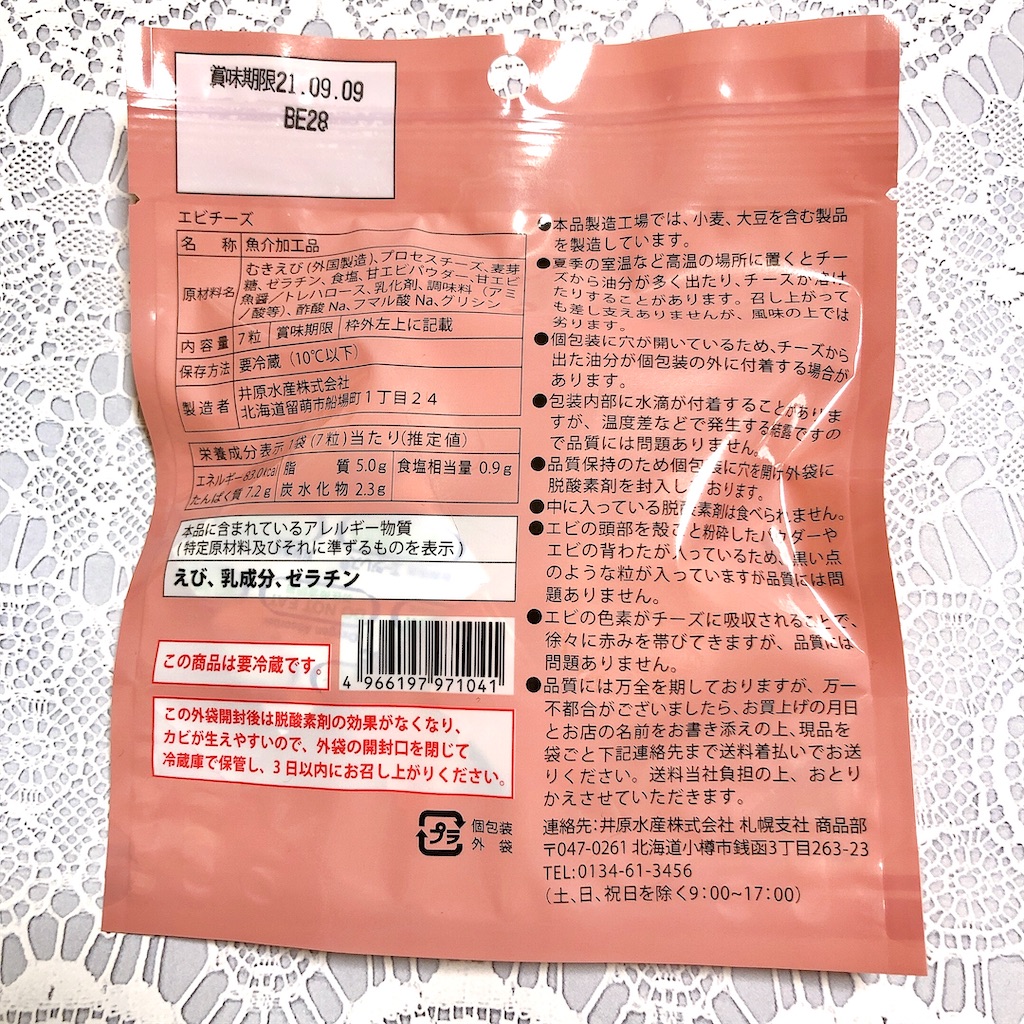 賞味期限21.09.09
BE28
エビチーズ
名 称 魚介加工品
原材料名 むきえび(外国製造)、プロセスチーズ、麦芽
糖、ゼラチン、食塩、甘エビパウダー、甘エビ
魚醤／トレハロース、乳化剤、調味料（アミ
ノ酸等）、酢酸Na、フマル酸Na、グリシン
内容量 7粒 賞味期限 枠外左上に記載
保存方法 要冷蔵（10℃以下）
製造者 井原水産株式会社
北海道留萌市船場町1丁目24
栄養成分表示 1袋(7粒)当たり(推定値)
エネルギー83.0kcal 脂 質 5.0g 食塩相当量 0.9g
たんぱく質 7.2g 炭水化物 2.3g
本品に含まれているアレルギー物質
(特定原材料及びそれに準ずるものを表示)
えび、乳成分、ゼラチン
この商品は要冷蔵です。
4 966197 971041
この外袋開封後は脱酸素剤の効果がなくなり、
カビが生えやすいので、外袋の開封口を閉じて
冷蔵庫で保管し、3日以内にお召し上がりください。
プラ
個包装
外 袋
●本品製造工場では、小麦、大豆を含む製品
を製造しています。
●夏季の室温など高温の場所に置くとチー
ズから油分が多く出たり、チーズが溶け
たりすることがあります。召し上がって
も差し支えありませんが、風味の上では
劣ります。
●個包装に穴が開いているため、チーズから
出た油分が個包装の外に付着する場合が
あります。
●包装内部に水滴が付着することがありま
すが、温度差などで発生する結露ですの
で品質には問題ありません。
●品質保持のため個包装に穴を開け外袋に
脱酸素剤を封入しております。
●中に入っている脱酸素剤は食べられません。
●エビの頭部を殻ごと粉砕したパウダーや
エビの背わたが入っているため、黒い点
のような粒が入っていますが品質には問
題ありません。
●エビの色素がチーズに吸収されることで、
徐々に赤みを帯びてきますが、品質には
問題ありません。
●品質には万全を期しておりますが、万一
不都合がございましたら、お買上げの月日
とお店の名前をお書き添えの上、現品を
袋ごと下記連絡先まで送料着払いでお送
りください。送料当社負担の上、おとり
かえさせていただきます。
連絡先：井原水産株式会社 札幌支社 商品部
〒047-0261 北海道小樽市銭函3丁目263-23
TEL:0134-61-3456
（土、日、祝日を除く9:00~17:00）